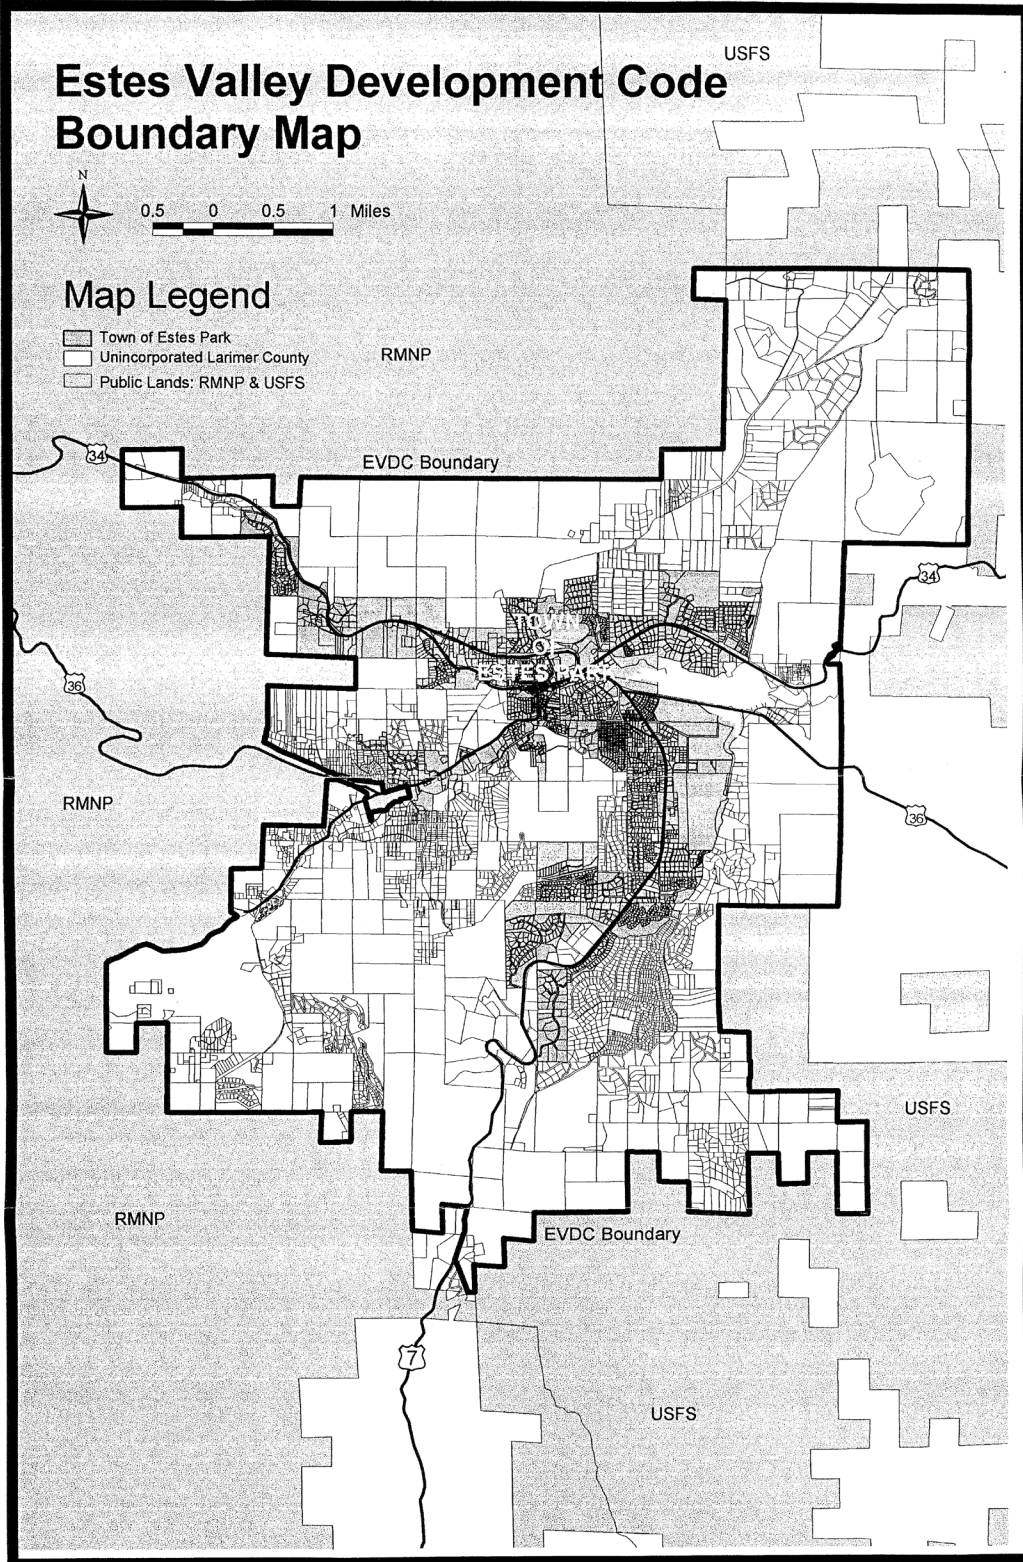 USFS
Estes Valley Development Code
Boundary Map
N
0.5 0 0.5 1 Miles
Map Legend
Town of Estes Park
Unincorporated Larimer County
Public Lands: RMNP & USFS
RMNP
34
EVDC Boundary
34
TOWN
OF
ESTES PARK
36
RMNP
36
USFS
RMNP
EVDC Boundary
7
USFS